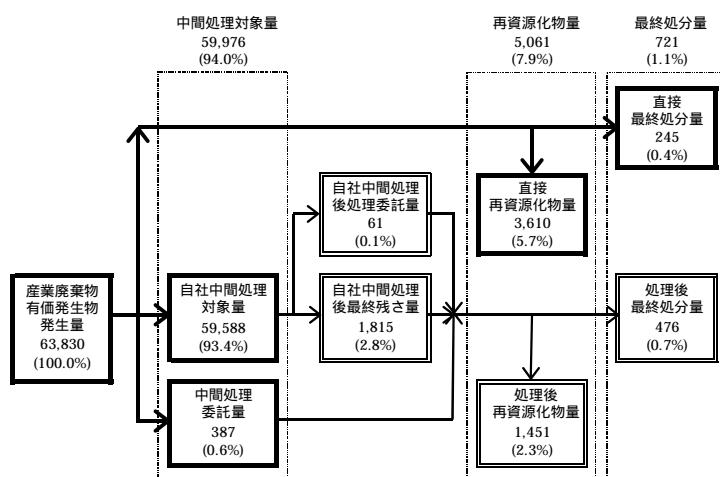 中間処理対象量
59,976
(94.0%)
再資源化物量
5,061
(7.9%)
最終処分量
721
(1.1%)
直接
最終処分量
245
(0.4%)
自社中間処理
後処理委託量
61
(0.1%)
直接
再資源化物量
3,610
(5.7%)
産業廃棄物
有価発生物
発生量
63,830
(100.0%)
自社中間処理
対象量
59,588
(93.4%)
自社中間処理
後最終残さ量
1,815
(2.8%)
処理後
最終処分量
476
(0.7%)
中間処理
委託量
387
(0.6%)
処理後
再資源化物量
1,451
(2.3%)